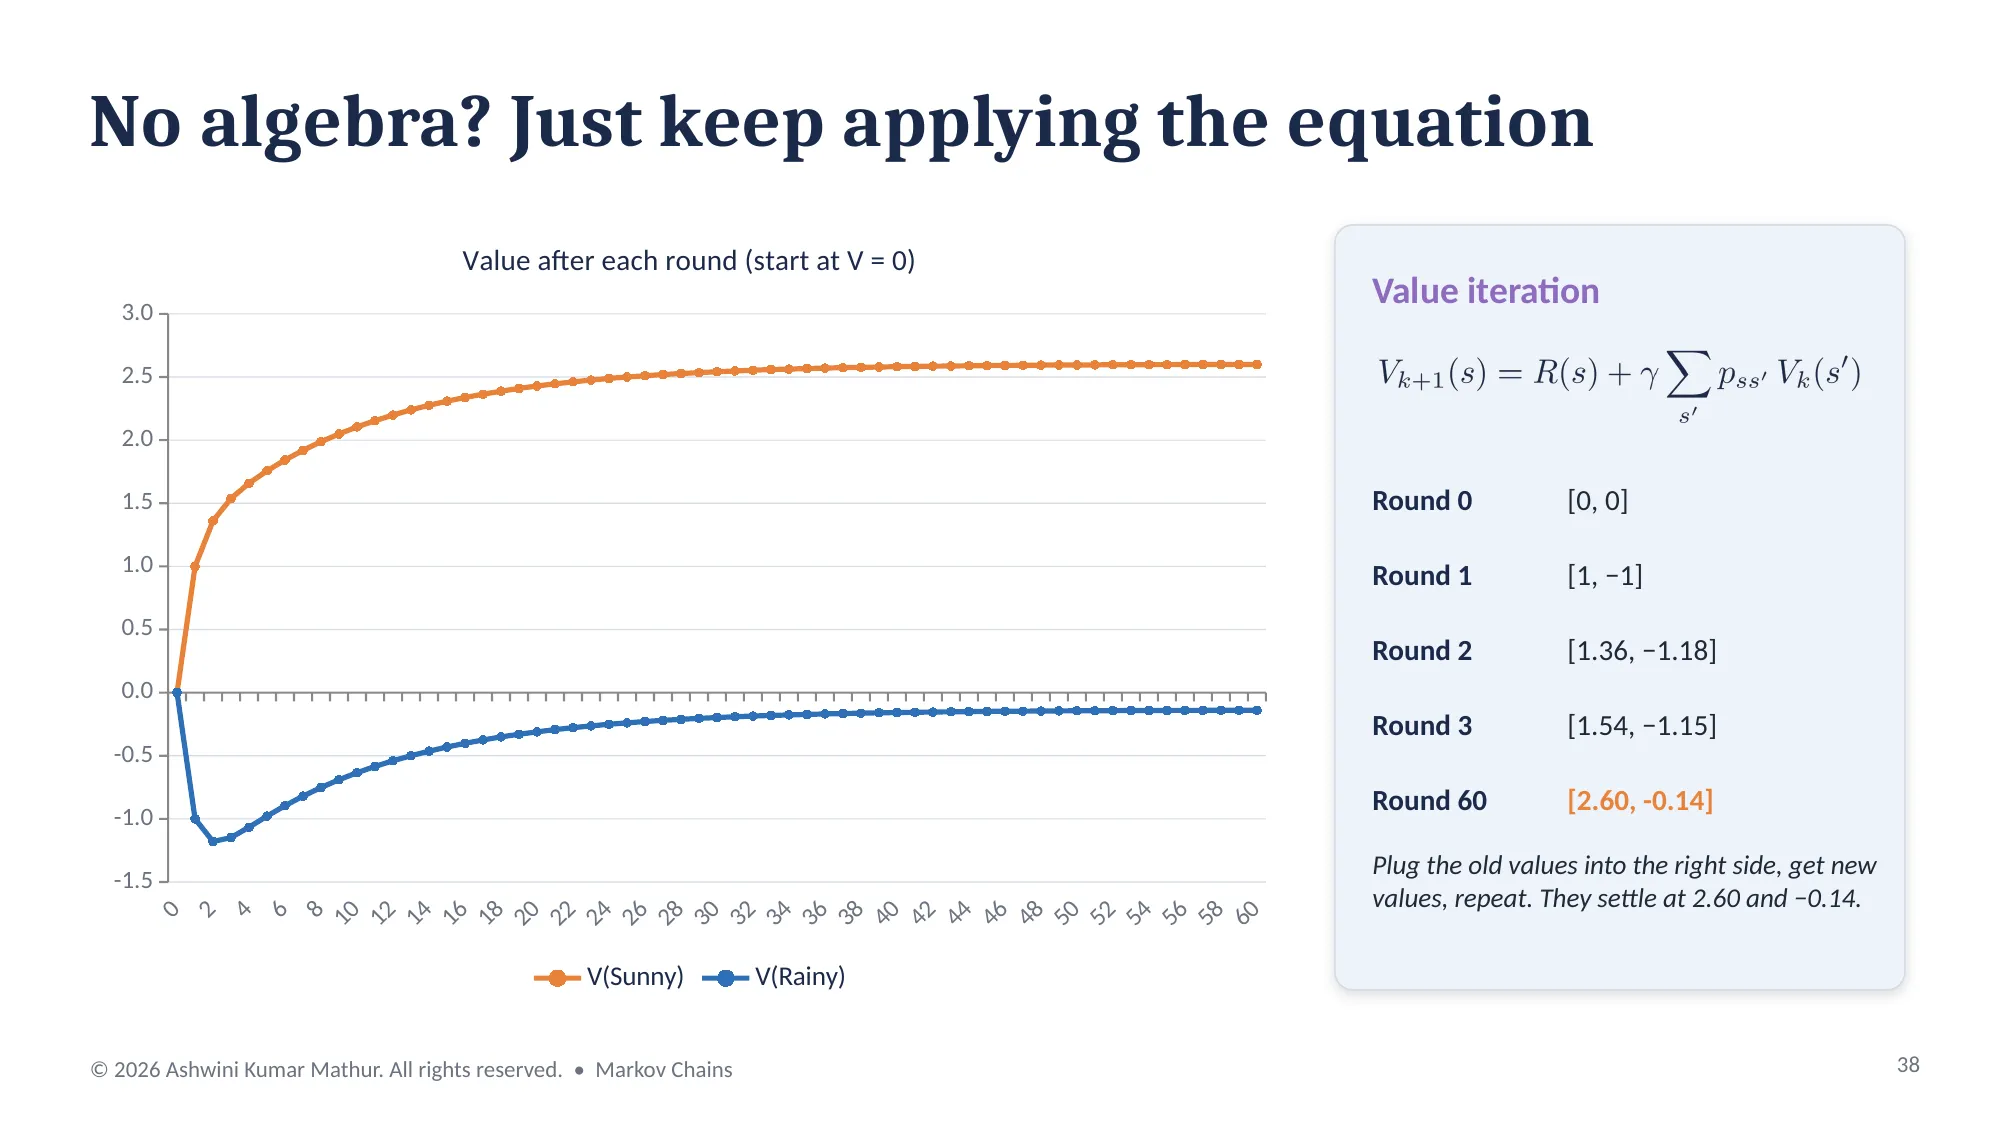 No algebra? Just keep applying the equation
Value after each round (start at V = 0)
3.0
2.5
2.0
1.5
1.0
0.5
0.0
-0.5
-1.0
-1.5
0 2 4 6 8 10 12 14 16 18 20 22 24 26 28 30 32 34 36 38 40 42 44 46 48 50 52 54 56 58 60
V(Sunny) V(Rainy)
Value iteration
V_{k+1}(s) = R(s) + γ ∑_{s′} p_{ss′} V_k(s′)
Round 0 [0, 0]
Round 1 [1, −1]
Round 2 [1.36, −1.18]
Round 3 [1.54, −1.15]
Round 60 [2.60, -0.14]
Plug the old values into the right side, get new
values, repeat. They settle at 2.60 and −0.14.
© 2026 Ashwini Kumar Mathur. All rights reserved. • Markov Chains
38